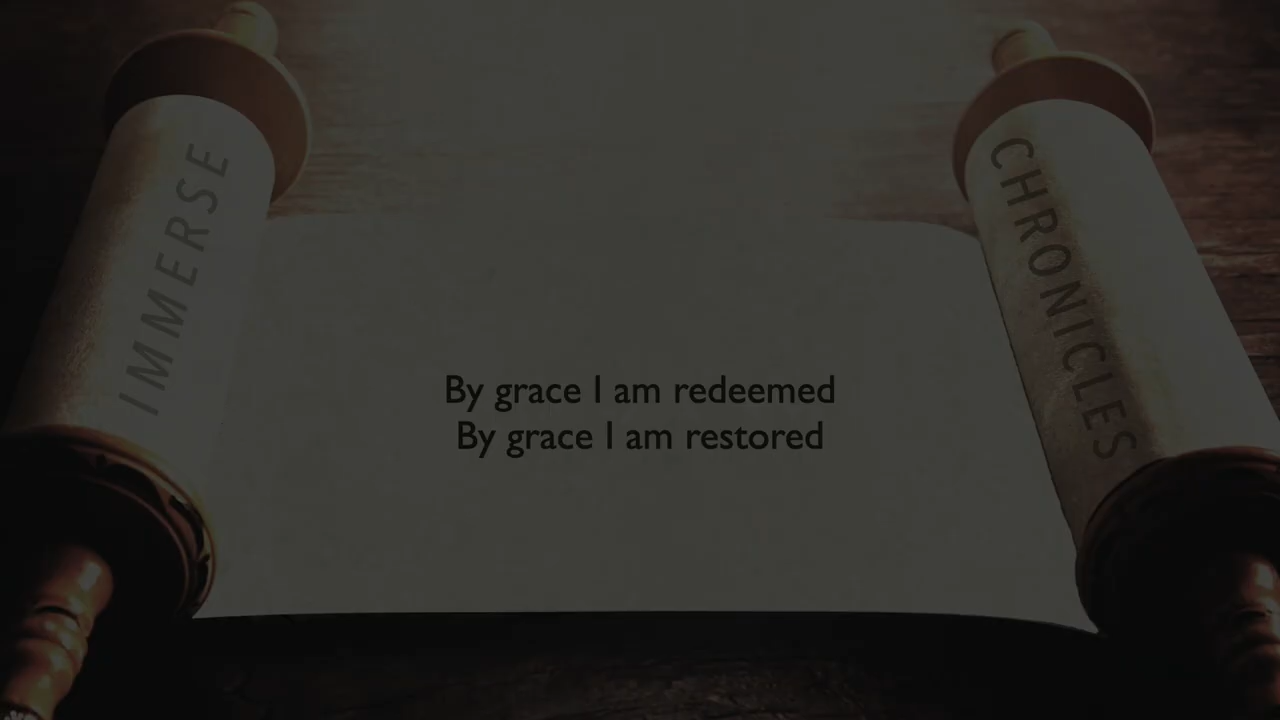 IMMERSE
CHRONICLES
By grace I am redeemed
By grace I am restored